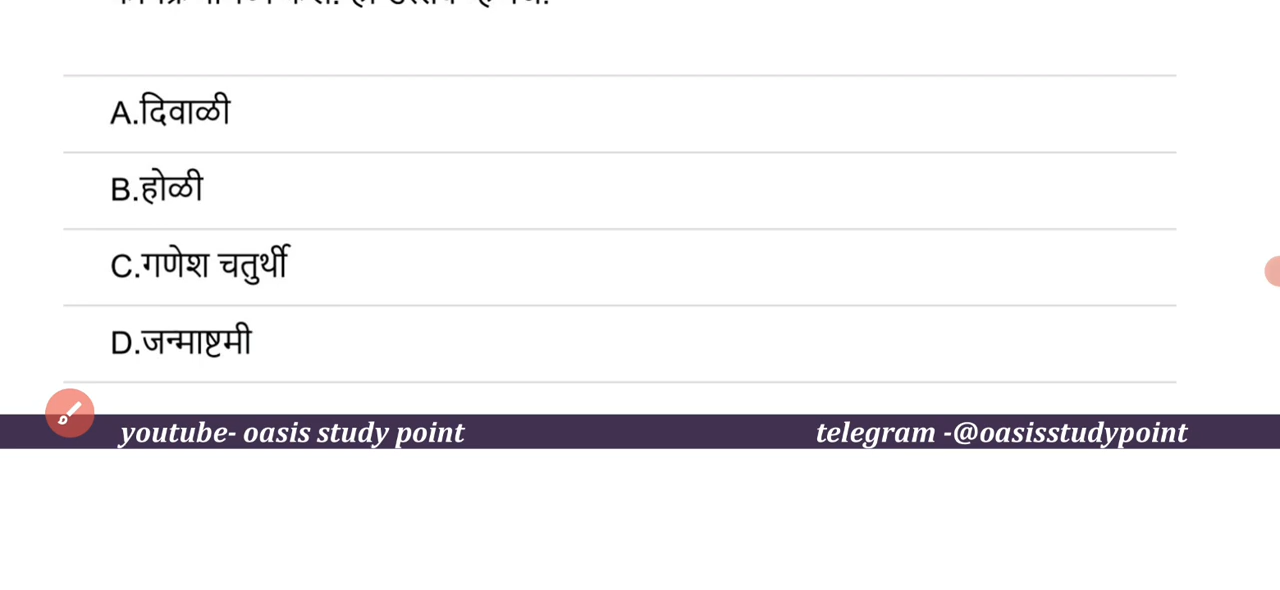 A.दिवाळी
B.होळी
C.गणेश चतुर्थी
D.जन्माष्टमी
youtube- oasis study point
telegram -@oasisstudypoint